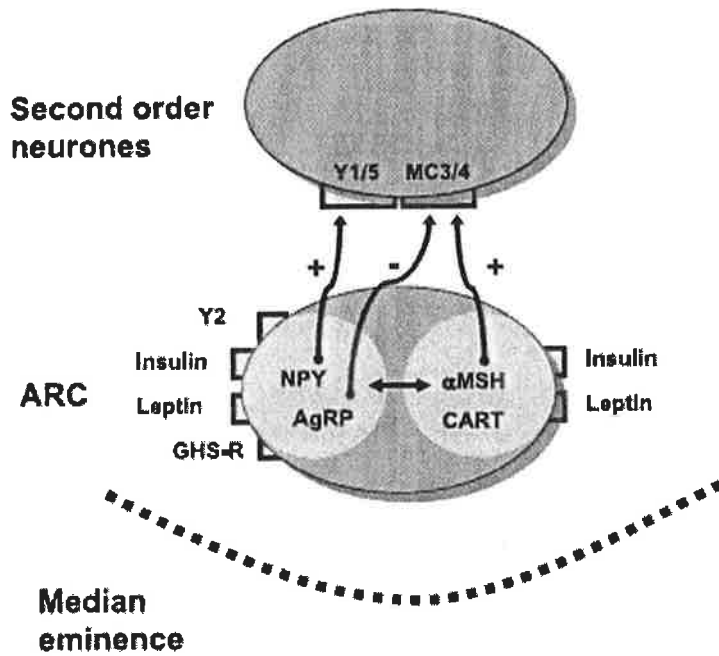 Second order
neurones
Y1/5 MC3/4
+ - +
Y2
Insulin
Leptin
GHS-R
ARC
NPY
AgRP
αMSH
CART
Insulin
Leptin
Median
eminence